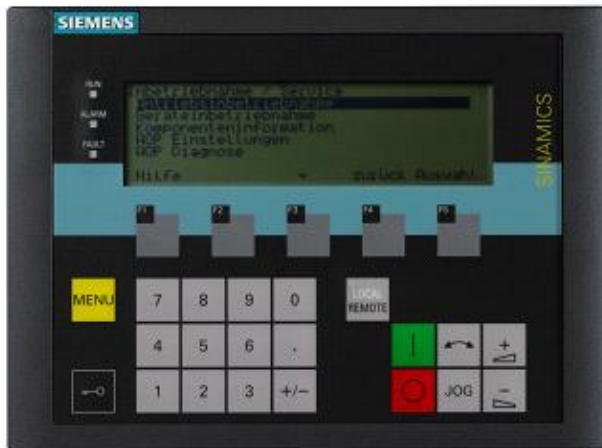 SIEMENS
RUN
ALARM
FAULT
Inbetriebnahme / Service
Antriebsinbetriebnahme
Geräteinbetriebnahme
Komponenteninformation
AOP Einstellungen
AOP Diagnose
Hilfe zurück Auswahl
SINAMICS
F1 F2 F3 F4 F5
MENU 7 8 9 0 LOCAL
REMOTE
4 5 6 . +
1 2 3 +/- JOG -